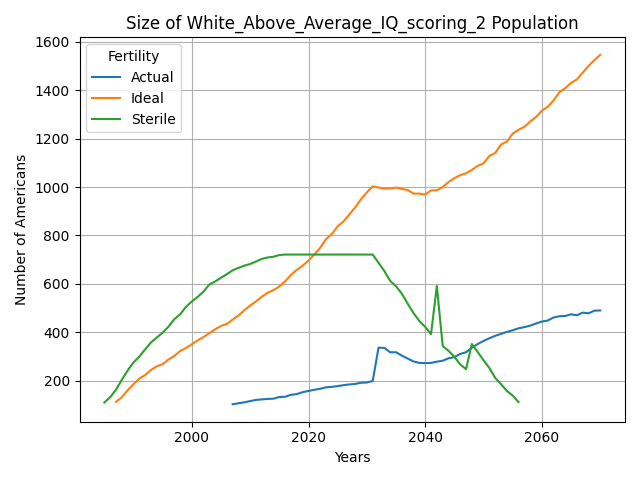 Size of White_Above_Average_IQ_scoring_2 Population
Number of Americans
1600
1400
1200
1000
800
600
400
200
Fertility
Actual
Ideal
Sterile
2000
2020
2040
2060
Years